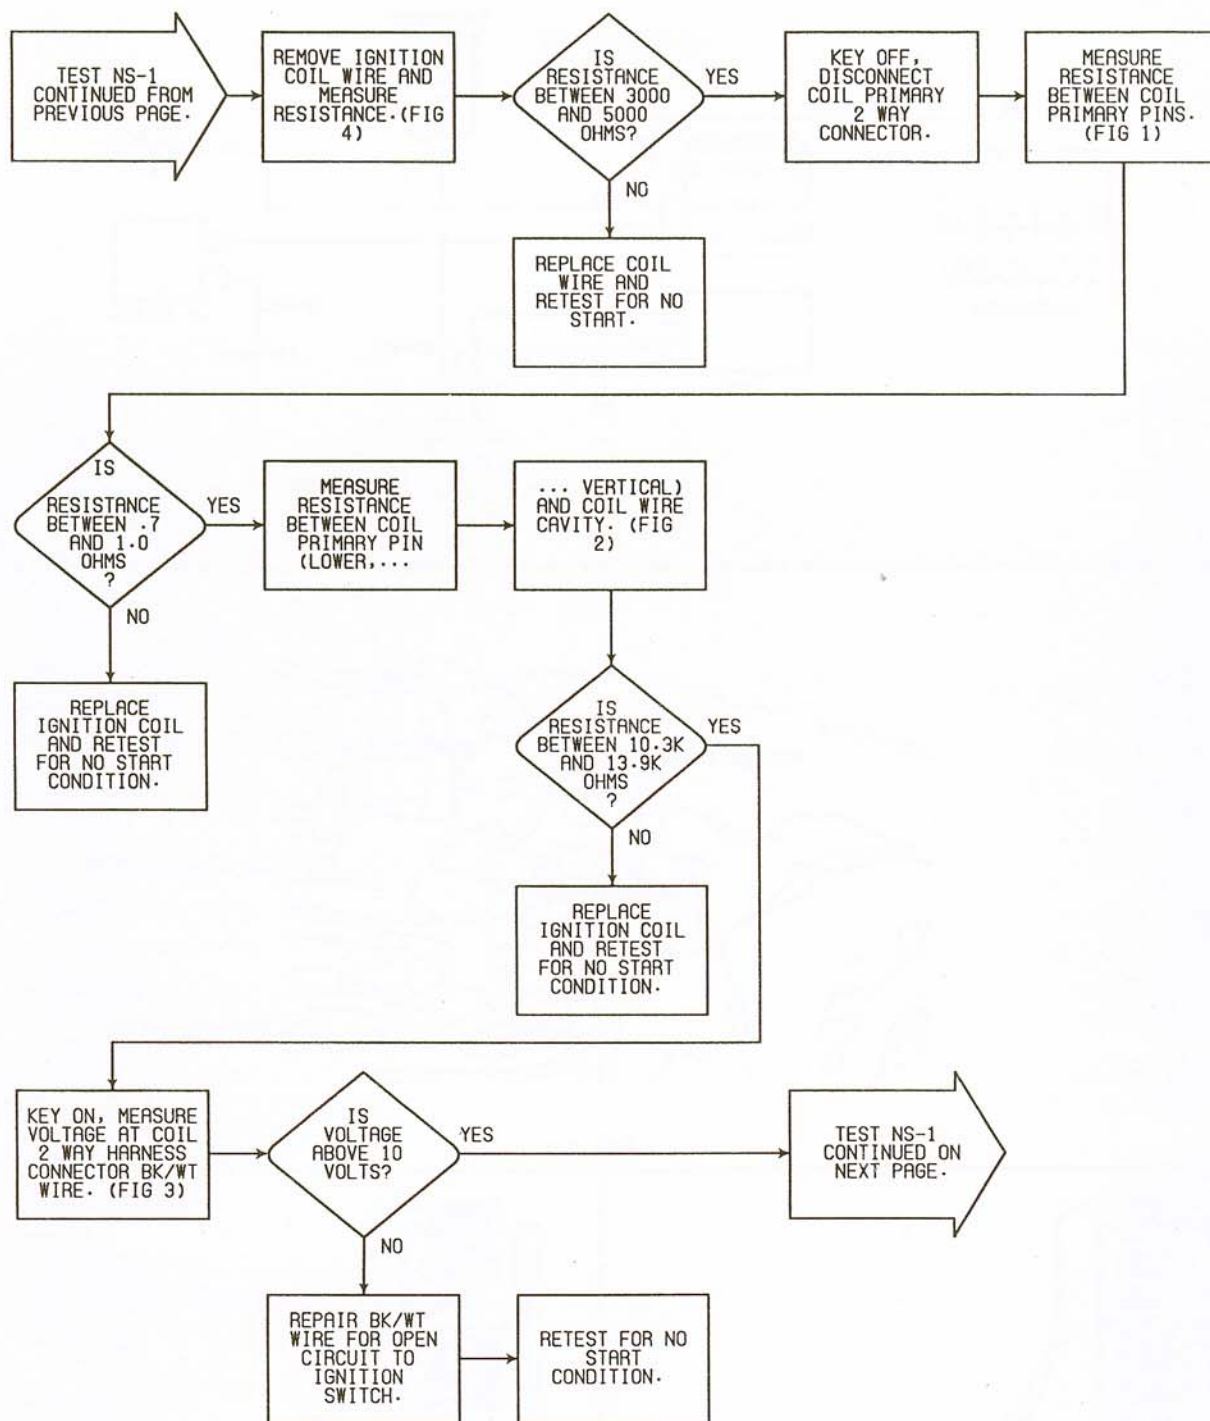 TEST NS-1
CONTINUED FROM
PREVIOUS PAGE.
REMOVE IGNITION
COIL WIRE AND
MEASURE
RESISTANCE.(FIG
4)
IS
RESISTANCE
BETWEEN 3000
AND 5000
OHMS?
YES
NO
KEY OFF,
DISCONNECT
COIL PRIMARY
2 WAY
CONNECTOR.
MEASURE
RESISTANCE
BETWEEN COIL
PRIMARY PINS.
(FIG 1)
REPLACE COIL
WIRE AND
RETEST FOR NO
START.
IS
RESISTANCE
BETWEEN .7
AND 1.0
OHMS
?
YES
NO
MEASURE
RESISTANCE
BETWEEN COIL
PRIMARY PIN
(LOWER,...
... VERTICAL)
AND COIL WIRE
CAVITY. (FIG
2)
REPLACE
IGNITION COIL
AND RETEST
FOR NO START
CONDITION.
IS
RESISTANCE
BETWEEN 10.3K
AND 13.9K
OHMS
?
YES
NO
REPLACE
IGNITION COIL
AND RETEST
FOR NO START
CONDITION.
KEY ON, MEASURE
VOLTAGE AT COIL
2 WAY HARNESS
CONNECTOR BK/WT
WIRE. (FIG 3)
IS
VOLTAGE
ABOVE 10
VOLTS?
YES
NO
TEST NS-1
CONTINUED ON
NEXT PAGE.
REPAIR BK/WT
WIRE FOR OPEN
CIRCUIT TO
IGNITION
SWITCH.
RETEST FOR NO
START
CONDITION.